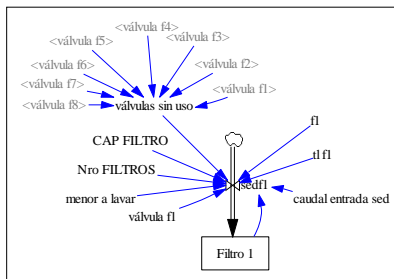 <válvula f4>
<válvula f5>
<válvula f3>
<válvula f6>
<válvula f2>
<válvula f7>
<válvula f1>
<válvula f8>
válvulas sin uso
f1
CAP FILTRO
tl f1
Nro FILTROS
sedf1
menor a lavar
caudal entrada sed
válvula f1
Filtro 1